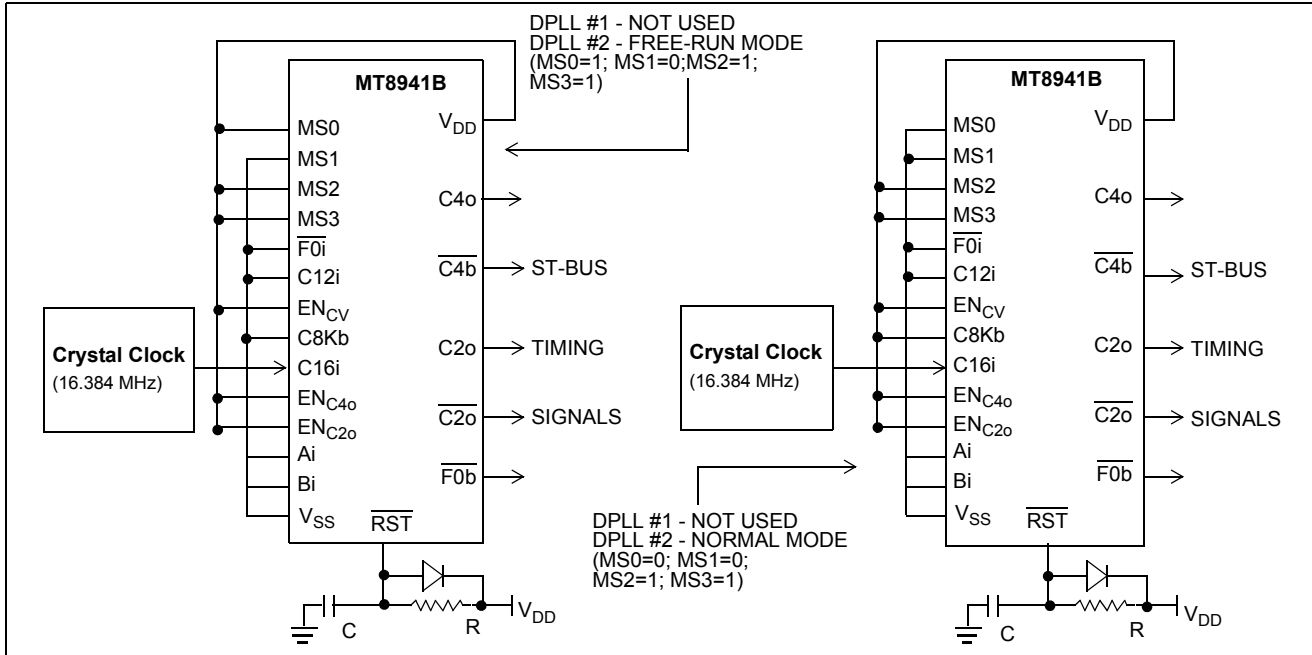 DPLL #1 - NOT USED
DPLL #2 - FREE-RUN MODE
(MS0=1; MS1=0;MS2=1;
MS3=1)
MT8941B
MS0
MS1
MS2
MS3
F0i
C12i
ENCV
C8Kb
C16i
ENC4o
ENC2o
Ai
Bi
VSS
RST
VDD
C4o
C4b
ST-BUS
C2o
TIMING
C2o
SIGNALS
F0b
Crystal Clock
(16.384 MHz)
C
R
VDD
MT8941B
MS0
MS1
MS2
MS3
F0i
C12i
ENCV
C8Kb
C16i
ENC4o
ENC2o
Ai
Bi
VSS
RST
VDD
C4o
C4b
ST-BUS
C2o
TIMING
C2o
SIGNALS
F0b
Crystal Clock
(16.384 MHz)
DPLL #1 - NOT USED
DPLL #2 - NORMAL MODE
(MS0=0; MS1=0;
MS2=1; MS3=1)
C
R
VDD